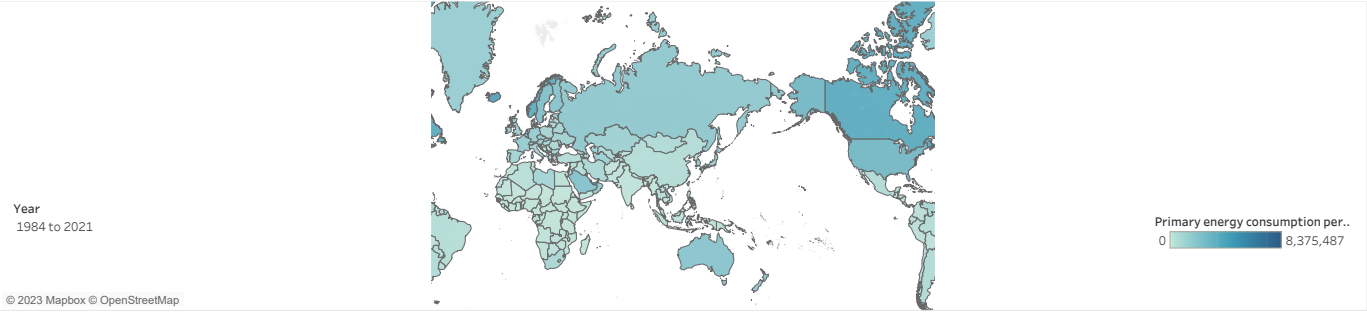 Year
1984 to 2021
Primary energy consumption per..
0 8,375,487
© 2023 Mapbox © OpenStreetMap